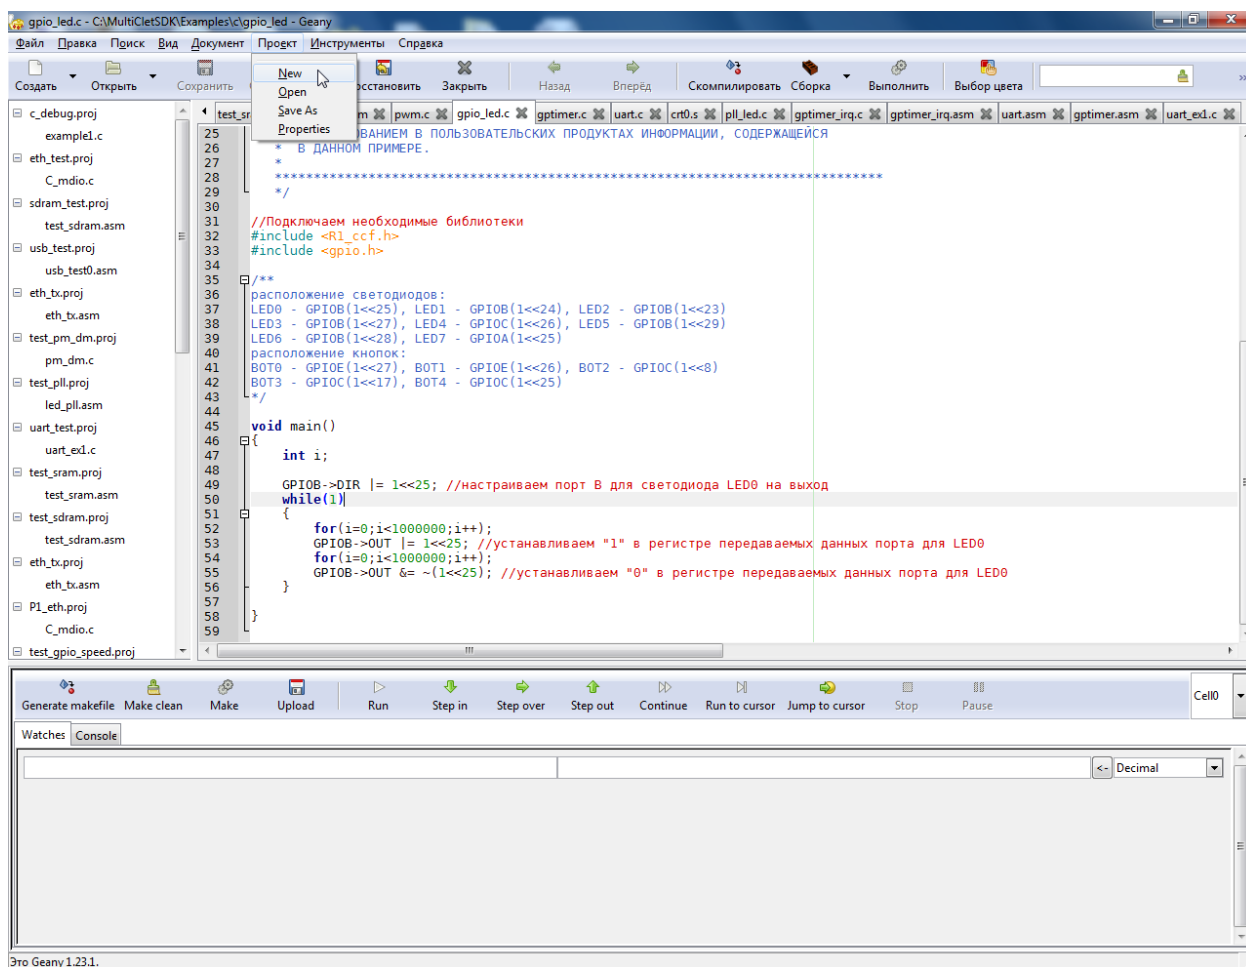 gpio_led.c - C:\MultiCletSDK\Examples\c\gpio_led - Geany
Файл Правка Поиск Вид Документ Проект Инструменты Справка
Создать Открыть Сохранить осстановить Закрыть Назад Вперёд Скомпилировать Сборка Выполнить Выбор цвета
New
Open
Save As
Properties
c_debug.proj
example1.c
eth_test.proj
C_mdio.c
sdram_test.proj
test_sdram.asm
usb_test.proj
usb_test0.asm
eth_tx.proj
eth_tx.asm
test_pm_dm.proj
pm_dm.c
test_pll.proj
led_pll.asm
uart_test.proj
uart_ex1.c
test_sram.proj
test_sram.asm
test_sdram.proj
test_sdram.asm
eth_tx.proj
eth_tx.asm
P1_eth.proj
C_mdio.c
test_gpio_speed.proj
test_sr m pwm.c gpio_led.c gptimer.c uart.c crt0.s pll_led.c gptimer_irq.c gptimer_irq.asm uart.asm gptimer.asm uart_ex1.c
25 ОВАНИЕМ В ПОЛЬЗОВАТЕЛЬСКИХ ПРОДУКТАХ ИНФОРМАЦИИ, СОДЕРЖАЩЕЙСЯ
26 * В ДАННОМ ПРИМЕРЕ.
27 *
28 ******************************************************************************
29 */
30
31 //Подключаем необходимые библиотеки
32 #include <R1_ccf.h>
33 #include <gpio.h>
34
35 /**
36 расположение светодиодов:
37 LED0 - GPIOB(1<<25), LED1 - GPIOB(1<<24), LED2 - GPIOB(1<<23)
38 LED3 - GPIOB(1<<27), LED4 - GPIOC(1<<26), LED5 - GPIOB(1<<29)
39 LED6 - GPIOB(1<<28), LED7 - GPIOA(1<<25)
40 расположение кнопок:
41 BOT0 - GPIOE(1<<27), BOT1 - GPIOE(1<<26), BOT2 - GPIOC(1<<8)
42 BOT3 - GPIOC(1<<17), BOT4 - GPIOC(1<<25)
43 */
44
45 void main()
46 {
47 int i;
48
49 GPIOB->DIR |= 1<<25; //настраиваем порт B для светодиода LED0 на выход
50 while(1)
51 {
52 for(i=0;i<1000000;i++);
53 GPIOB->OUT |= 1<<25; //устанавливаем "1" в регистре передаваемых данных порта для LED0
54 for(i=0;i<1000000;i++);
55 GPIOB->OUT &= ~(1<<25); //устанавливаем "0" в регистре передаваемых данных порта для LED0
56 }
57
58 }
59
Generate makefile Make clean Make Upload Run Step in Step over Step out Continue Run to cursor Jump to cursor Stop Pause Cell0
Watches Console
<- Decimal
Это Geany 1.23.1.